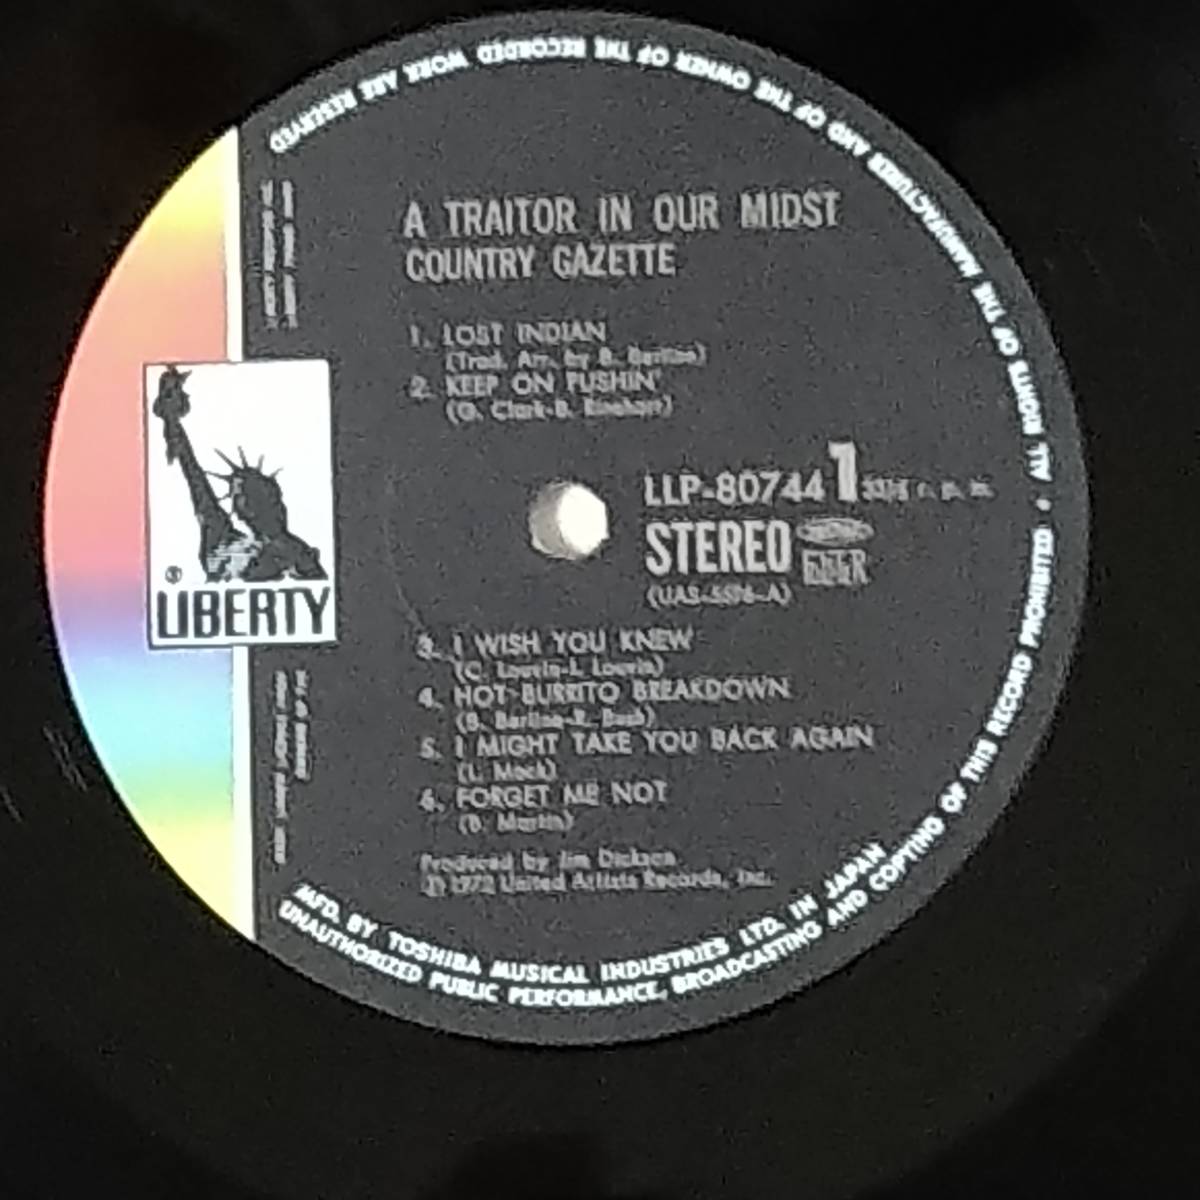 A TRAITOR IN OUR MIDST
COUNTRY GAZETTE
1. LOST INDIAN
(Trad. Arr. by B. Berline)
2. KEEP ON PUSHIN'
(G. Clark-B. Rinehart)
LLP-80744 1 33⅓ r. p. m.
STEREO
(UAS-5596-A)
® LIBERTY
3. I WISH YOU KNEW
(C. Louvin-I. Louvin)
4. HOT BURRITO BREAKDOWN
(B. Berline-R. Bush)
5. I MIGHT TAKE YOU BACK AGAIN
(L. Mack)
6. FORGET ME NOT
(B. Martin)
Produced by Jim Dickson
Ⓟ 1972 United Artists Records, Inc.
MFD. BY TOSHIBA MUSICAL INDUSTRIES LTD. IN JAPAN
UNAUTHORIZED PUBLIC PERFORMANCE, BROADCASTING AND COPYING OF THIS RECORD PROHIBITED • ALL RIGHTS OF THE MANUFACTURER AND OF THE OWNER OF THE RECORDED WORK ARE RESERVED